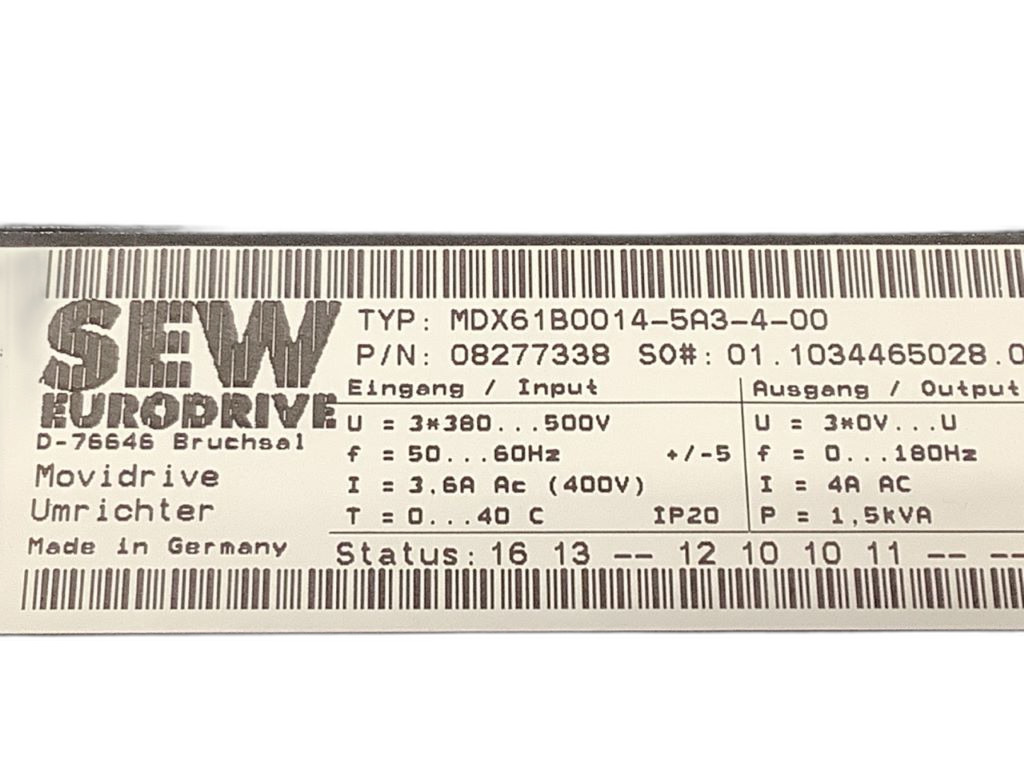 SEW
EURODRIVE
D-76646 Bruchsal
Movidrive
Umrichter
Made in Germany
TYP: MDX61B0014-5A3-4-00
P/N: 08277338 SO#: 01.1034465028.0
Eingang / Input
U = 3*380...500V
f = 50...60Hz +/-5
I = 3.6A Ac (400V)
T = 0...40 C IP20
Ausgang / Output
U = 3*0V...U
f = 0...180Hz
I = 4A AC
P = 1,5kVA
Status: 16 13 -- 12 10 10 11 -- --